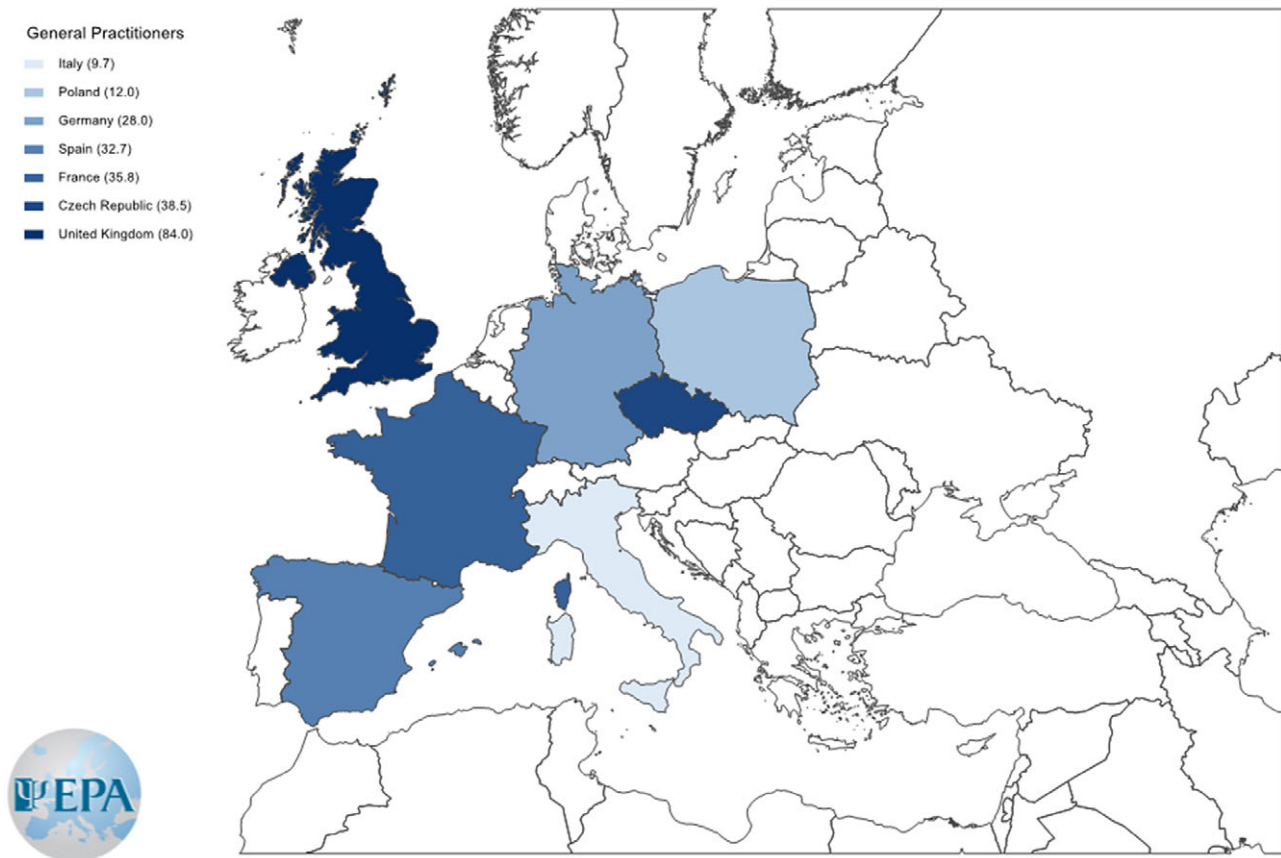 General Practitioners
Italy (9.7)
Poland (12.0)
Germany (28.0)
Spain (32.7)
France (35.8)
Czech Republic (38.5)
United Kingdom (84.0)
ΨEPA